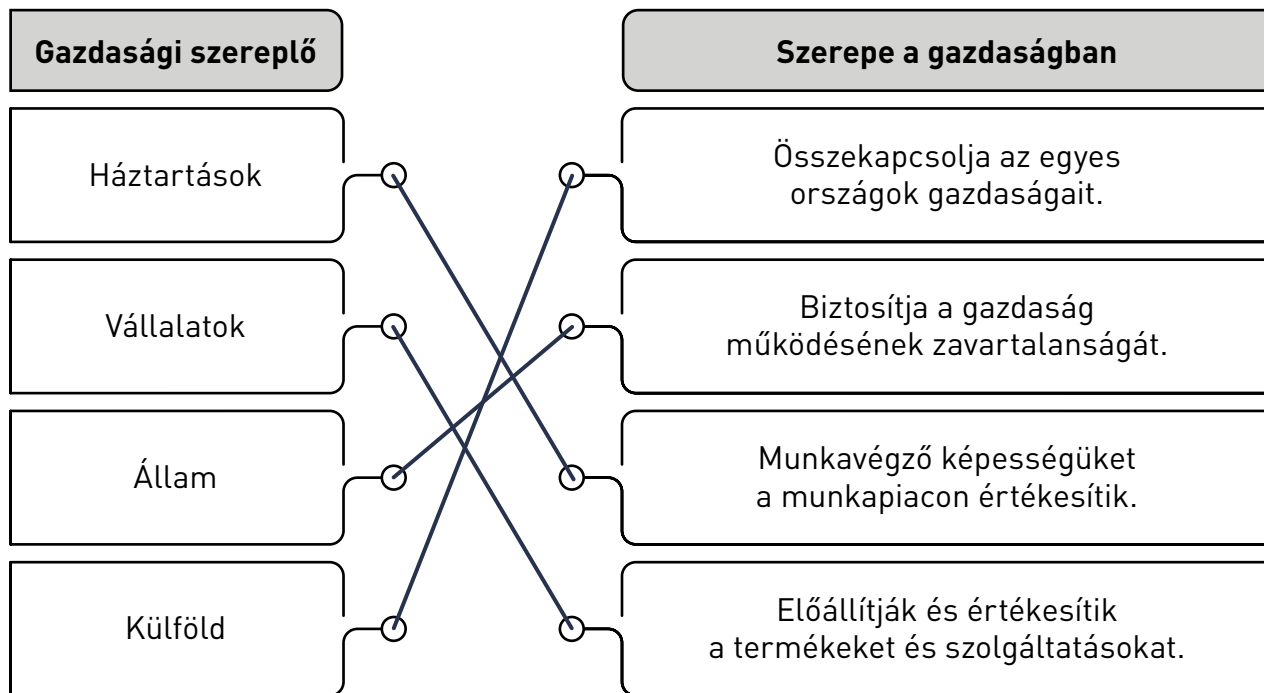 Gazdasági szereplő
Szerepe a gazdaságban
Háztartások
Összekapcsolja az egyes
országok gazdaságait.
Vállalatok
Biztosítja a gazdaság
működésének zavartalanságát.
Állam
Munkavégző képességüket
a munkapiacon értékesítik.
Külföld
Előállítják és értékesítik
a termékeket és szolgáltatásokat.